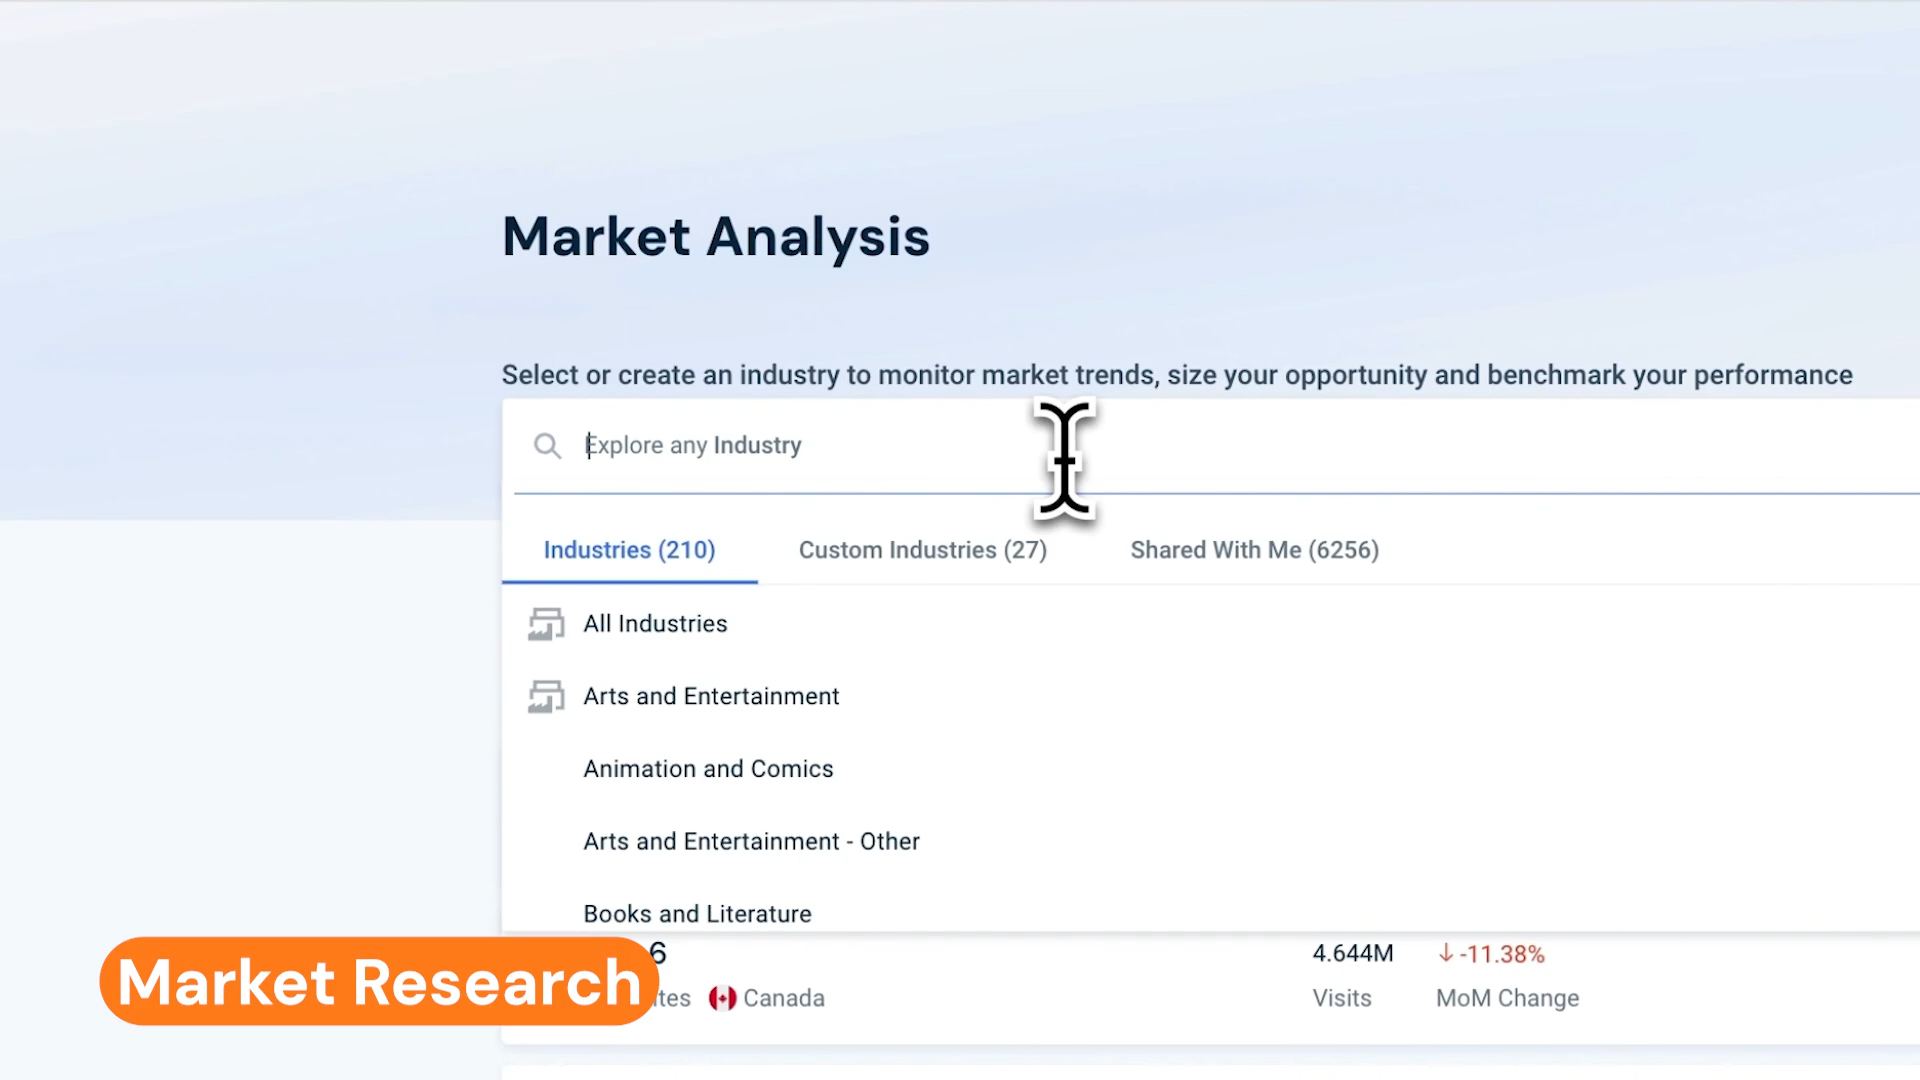 Market Analysis
Select or create an industry to monitor market trends, size your opportunity and benchmark your performance
Explore any Industry
Industries (210) Custom Industries (27) Shared With Me (6256)
All Industries
Arts and Entertainment
Animation and Comics
Arts and Entertainment - Other
Books and Literature
6 4.644M -11.38%
Canada Visits MoM Change
Market Research